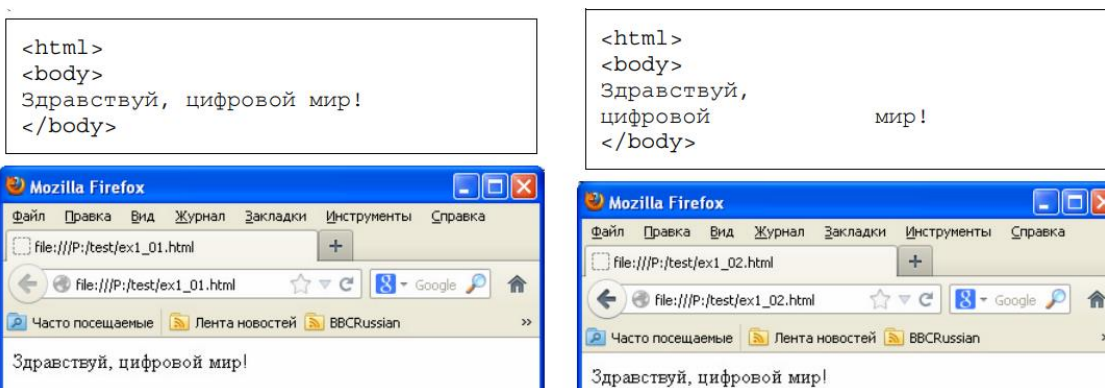 <html>
<body>
Здравствуй, цифровой мир!
</body>
Mozilla Firefox
Файл Правка Вид Журнал Закладки Инструменты Справка
file:///P:/test/ex1_01.html +
file:///P:/test/ex1_01.html 8 Google
Часто посещаемые Лента новостей BBCRussian »
Здравствуй, цифровой мир!
<html>
<body>
Здравствуй,
цифровой мир!
</body>
Mozilla Firefox
Файл Правка Вид Журнал Закладки Инструменты Справка
file:///P:/test/ex1_02.html +
file:///P:/test/ex1_02.html 8 Google
Часто посещаемые Лента новостей BBCRussian
Здравствуй, цифровой мир!